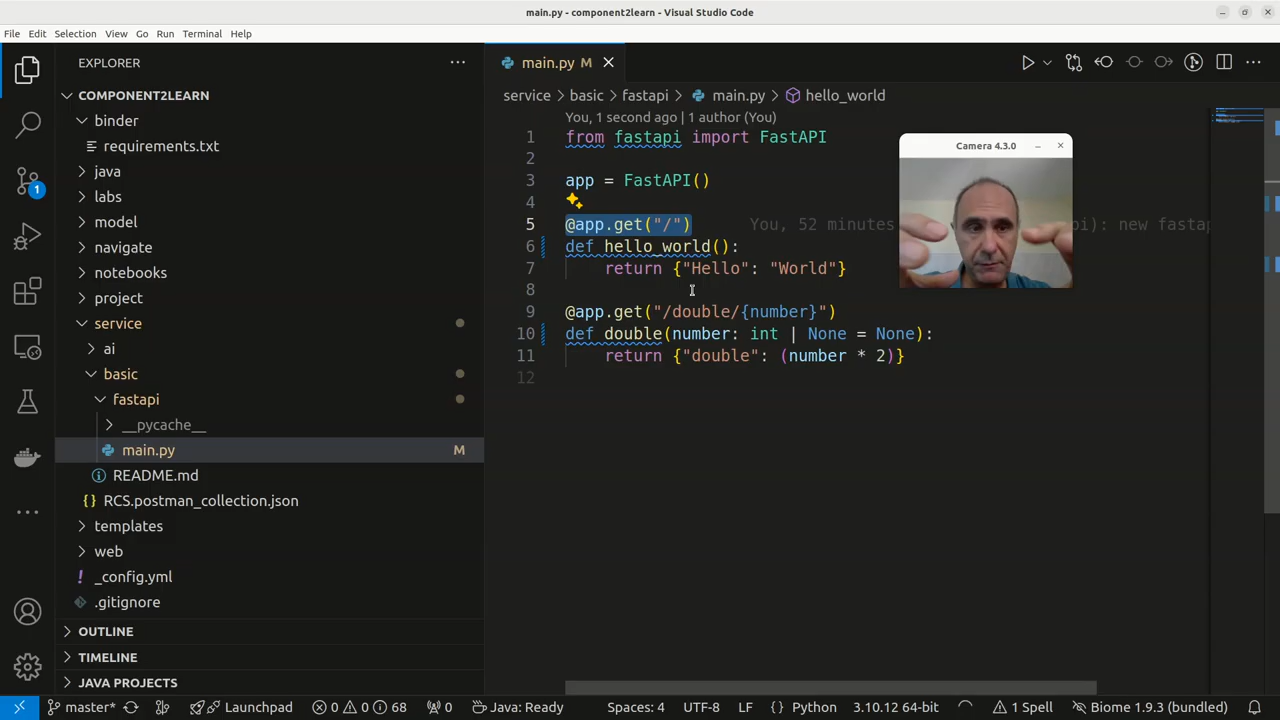 main.py - component2learn - Visual Studio Code
File Edit Selection View Go Run Terminal Help
EXPLORER
main.py M
COMPONENT2LEARN
service > basic > fastapi > main.py > hello_world
binder
You, 1 second ago | 1 author (You)
requirements.txt
1 from fastapi import FastAPI
Camera 4.3.0
java
2
labs
3 app = FastAPI()
model
4
5 @app.get("/")
You, 52 minutes
pi): new fastap
navigate
6 def hello_world():
notebooks
7 return {"Hello": "World"}
project
8
service
9 @app.get("/double/{number}")
ai
10 def double(number: int | None = None):
basic
11 return {"double": (number * 2)}
fastapi
12
__pycache__
main.py M
README.md
{} RCS.postman_collection.json
templates
web
! _config.yml
.gitignore
OUTLINE
TIMELINE
JAVA PROJECTS
1
master* Launchpad 0 0 68 0 Java: Ready Spaces: 4 UTF-8 LF Python 3.10.12 64-bit 1 Spell Biome 1.9.3 (bundled)